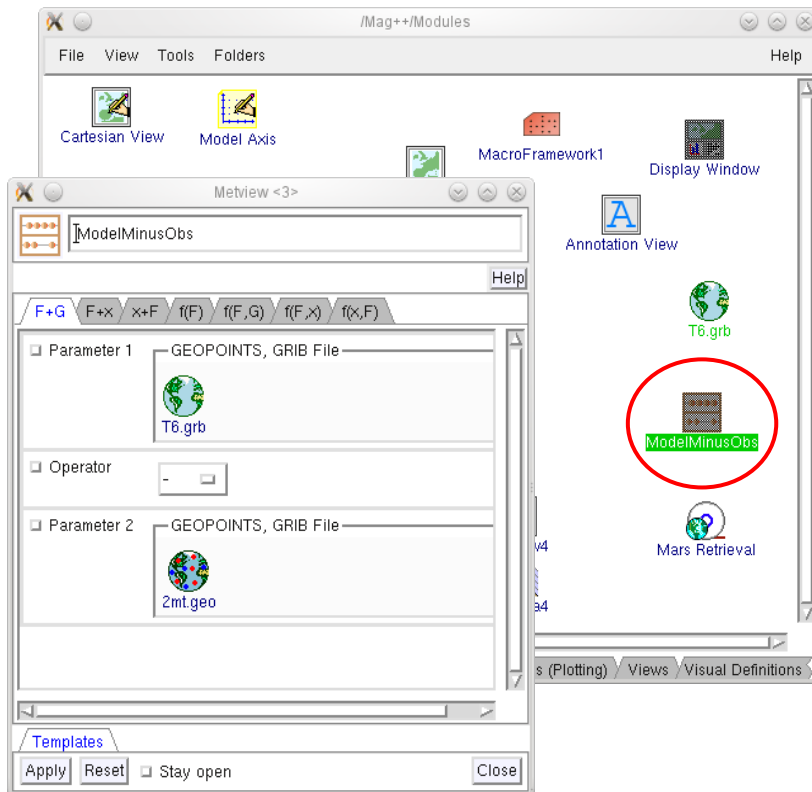 /Mag++/Modules
File View Tools Folders Help
Cartesian View
Model Axis
MacroFramework1
Display Window
Annotation View
T6.grb
ModelMinusObs
Mars Retrieval
v4
a4
s (Plotting) Views Visual Definitions
Metview <3>
ModelMinusObs
Help
F+G F+x x+F f(F) f(F,G) f(F,x) f(x,F)
Parameter 1
GEOPOINTS, GRIB File
T6.grb
Operator
-
Parameter 2
GEOPOINTS, GRIB File
2mt.geo
Templates
Apply Reset Stay open Close